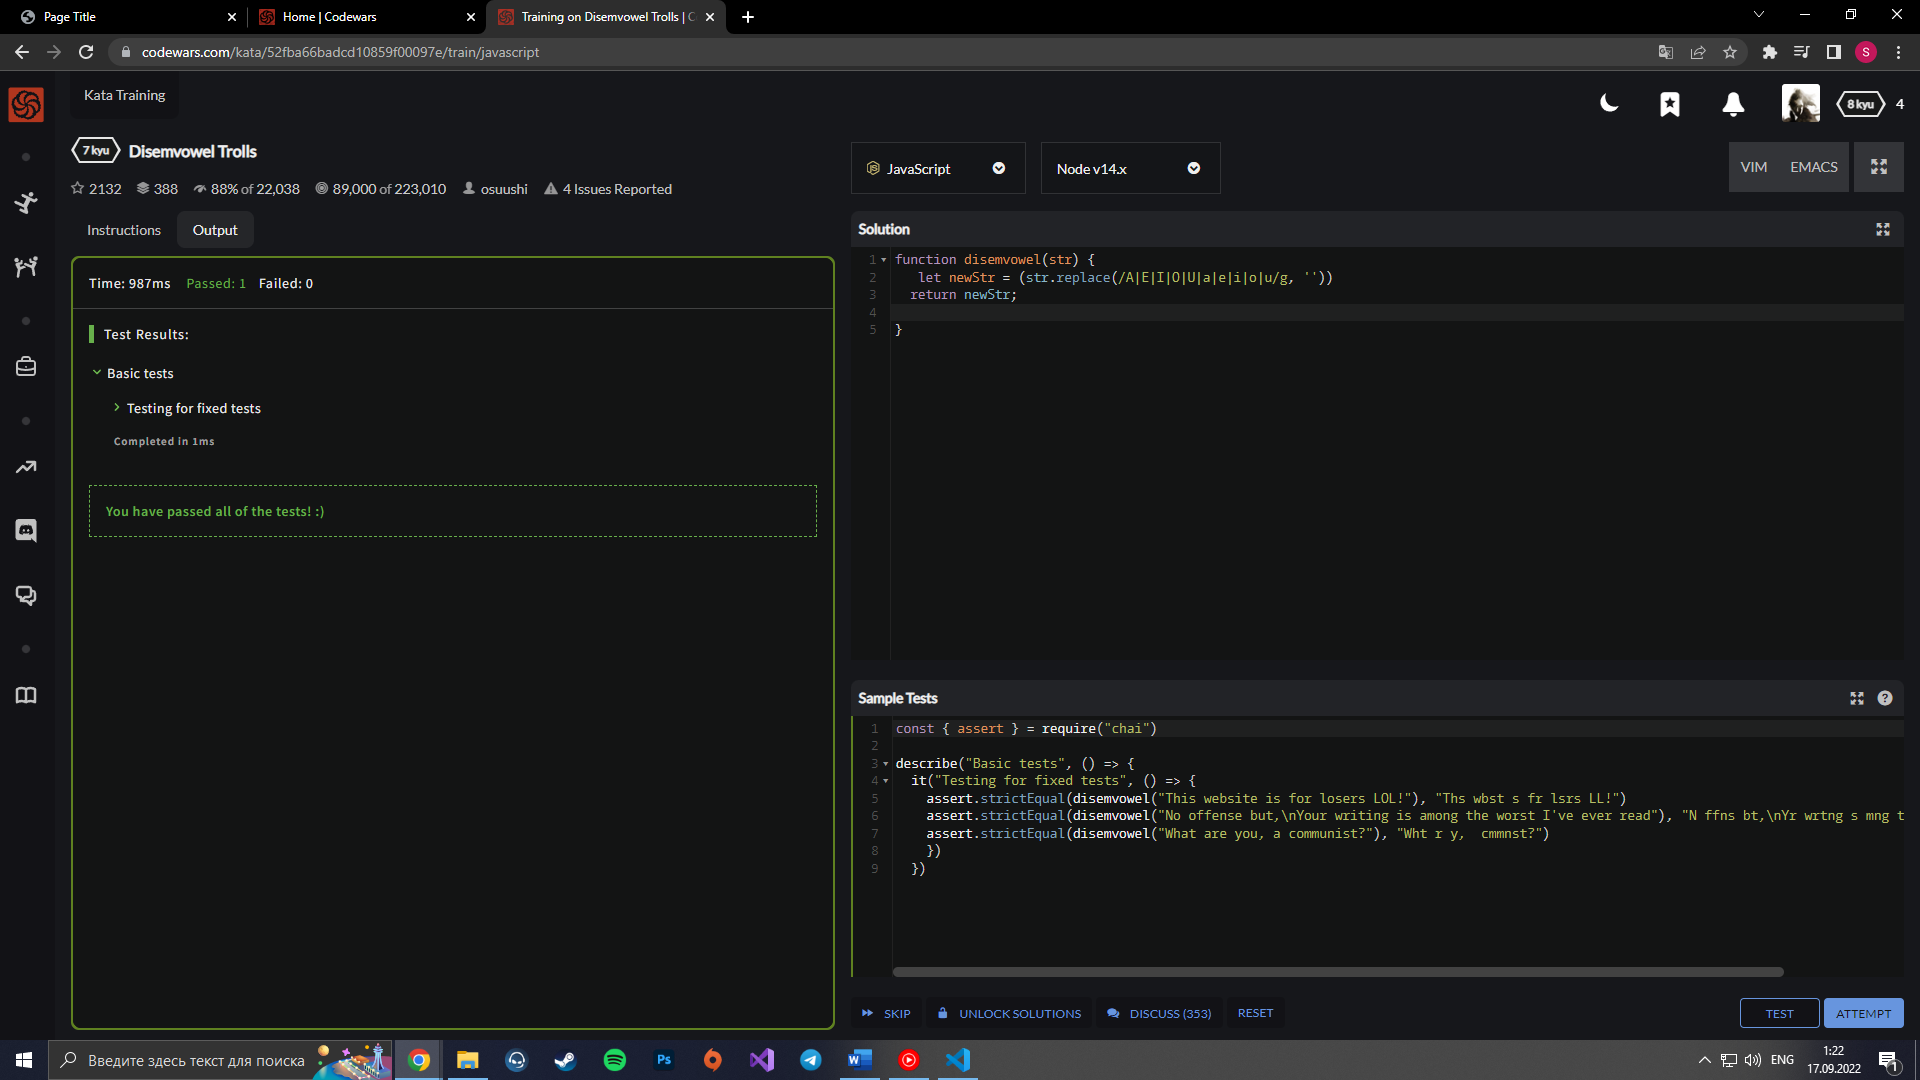 Page Title
Home | Codewars
Training on Disemvowel Trolls | C
codewars.com/kata/52fba66badcd10859f00097e/train/javascript
S
Kata Training
8 kyu
4
7 kyu
Disemvowel Trolls
2132
388
88% of 22,038
89,000 of 223,010
osuushi
4 Issues Reported
JavaScript
Node v14.x
VIM
EMACS
Instructions
Output
Time: 987ms Passed: 1 Failed: 0
Test Results:
Basic tests
Testing for fixed tests
Completed in 1ms
You have passed all of the tests! :)
Solution
1 function disemvowel(str) {
2 let newStr = (str.replace(/A|E|I|O|U|a|e|i|o|u/g, ''))
3 return newStr;
4
5 }
Sample Tests
?
1 const { assert } = require("chai")
2
3 describe("Basic tests", () => {
4 it("Testing for fixed tests", () => {
5 assert.strictEqual(disemvowel("This website is for losers LOL!"), "Ths wbst s fr lsrs LL!")
6 assert.strictEqual(disemvowel("No offense but,\nYour writing is among the worst I've ever read"), "N ffns bt,\nYr wrtng s mng t
7 assert.strictEqual(disemvowel("What are you, a communist?"), "Wht r y,  cmmnst?")
8 })
9 })
SKIP
UNLOCK SOLUTIONS
DISCUSS (353)
RESET
TEST
ATTEMPT
Введите здесь текст для поиска
Ps
W
ENG
1:22
17.09.2022
1